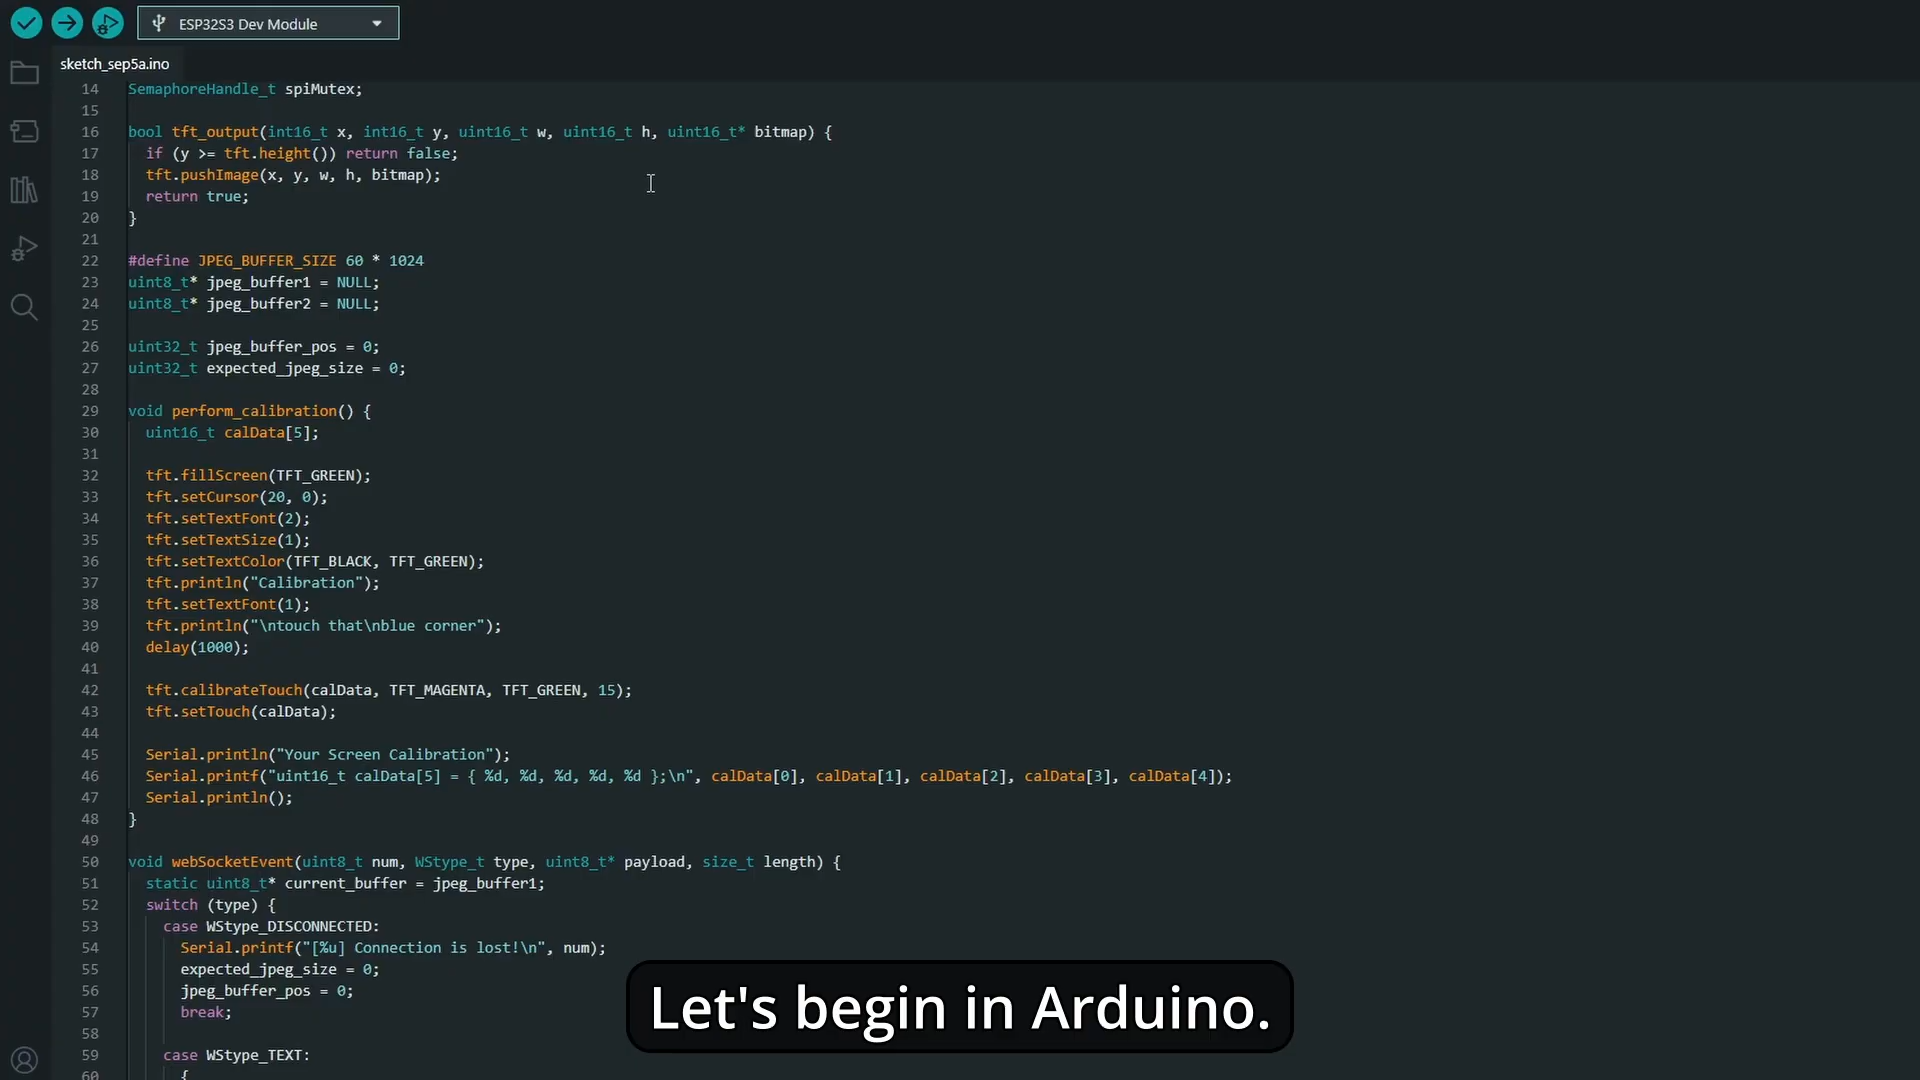 ESP32S3 Dev Module
sketch_sep5a.ino
14 SemaphoreHandle_t spiMutex;
15
16 bool tft_output(int16_t x, int16_t y, uint16_t w, uint16_t h, uint16_t* bitmap) {
17 if (y >= tft.height()) return false;
18 tft.pushImage(x, y, w, h, bitmap);
19 return true;
20 }
21
22 #define JPEG_BUFFER_SIZE 60 * 1024
23 uint8_t* jpeg_buffer1 = NULL;
24 uint8_t* jpeg_buffer2 = NULL;
25
26 uint32_t jpeg_buffer_pos = 0;
27 uint32_t expected_jpeg_size = 0;
28
29 void perform_calibration() {
30 uint16_t calData[5];
31
32 tft.fillScreen(TFT_GREEN);
33 tft.setCursor(20, 0);
34 tft.setTextFont(2);
35 tft.setTextSize(1);
36 tft.setTextColor(TFT_BLACK, TFT_GREEN);
37 tft.println("Calibration");
38 tft.setTextFont(1);
39 tft.println("\ntouch that\nblue corner");
40 delay(1000);
41
42 tft.calibrateTouch(calData, TFT_MAGENTA, TFT_GREEN, 15);
43 tft.setTouch(calData);
44
45 Serial.println("Your Screen Calibration");
46 Serial.printf("uint16_t calData[5] = { %d, %d, %d, %d, %d };\n", calData[0], calData[1], calData[2], calData[3], calData[4]);
47 Serial.println();
48 }
49
50 void webSocketEvent(uint8_t num, WStype_t type, uint8_t* payload, size_t length) {
51 static uint8_t* current_buffer = jpeg_buffer1;
52 switch (type) {
53 case WStype_DISCONNECTED:
54 Serial.printf("[%u] Connection is lost!\n", num);
55 expected_jpeg_size = 0;
56 jpeg_buffer_pos = 0;
57 break;
58
59 case WStype_TEXT:
60 {
Let's begin in Arduino.